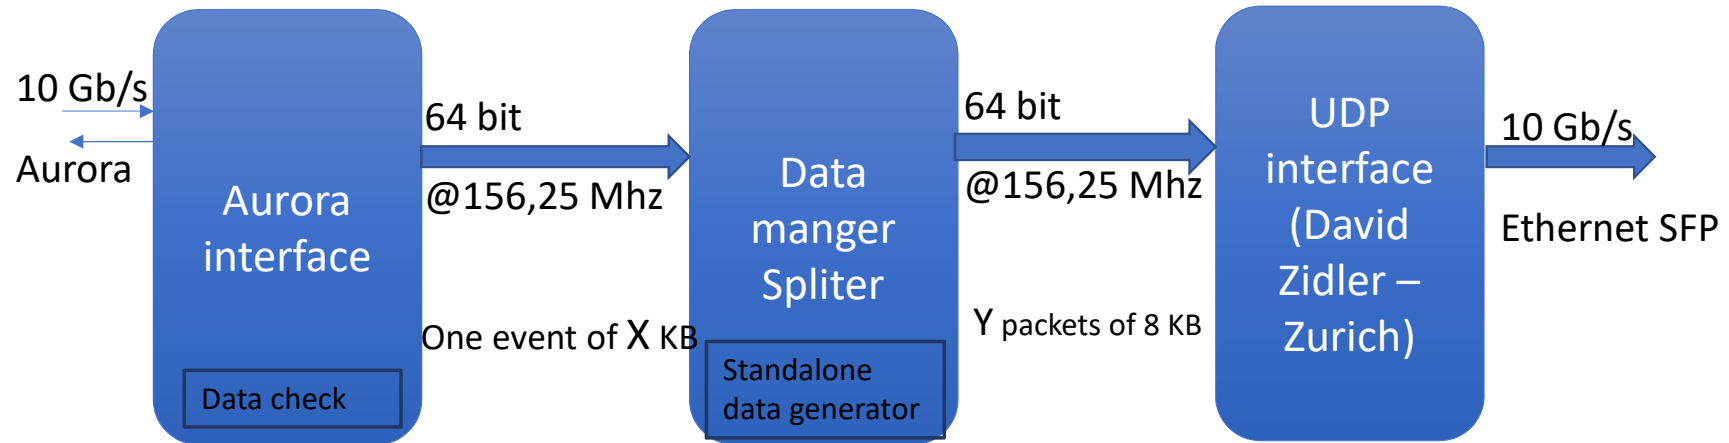 10 Gb/s
Aurora
Aurora
interface
Data check
64 bit
@156,25 Mhz
One event of X KB
Data
manger
Spliter
Standalone
data generator
64 bit
@156,25 Mhz
Y packets of 8 KB
UDP
interface
(David
Zidler –
Zurich)
10 Gb/s
Ethernet SFP